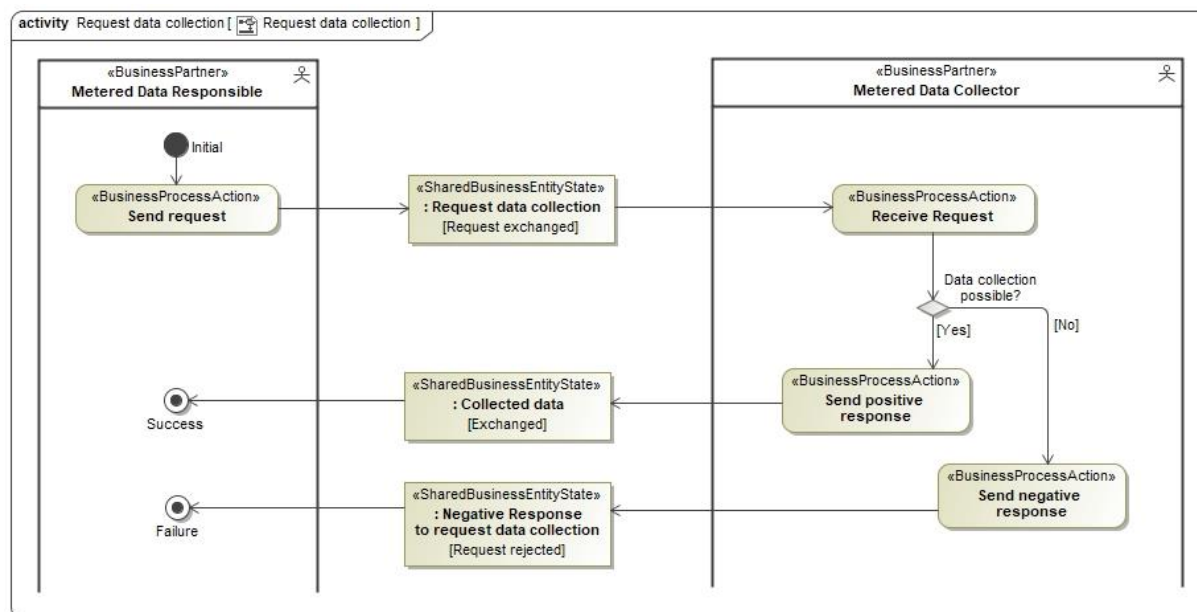 activity Request data collection [ Request data collection ]
«BusinessPartner»
Metered Data Responsible
«BusinessPartner»
Metered Data Collector
Initial
«BusinessProcessAction»
Send request
«SharedBusinessEntityState»
: Request data collection
[Request exchanged]
«BusinessProcessAction»
Receive Request
Data collection
possible?
[Yes]
[No]
«BusinessProcessAction»
Send positive
response
«SharedBusinessEntityState»
: Collected data
[Exchanged]
Success
«BusinessProcessAction»
Send negative
response
«SharedBusinessEntityState»
: Negative Response
to request data collection
[Request rejected]
Failure